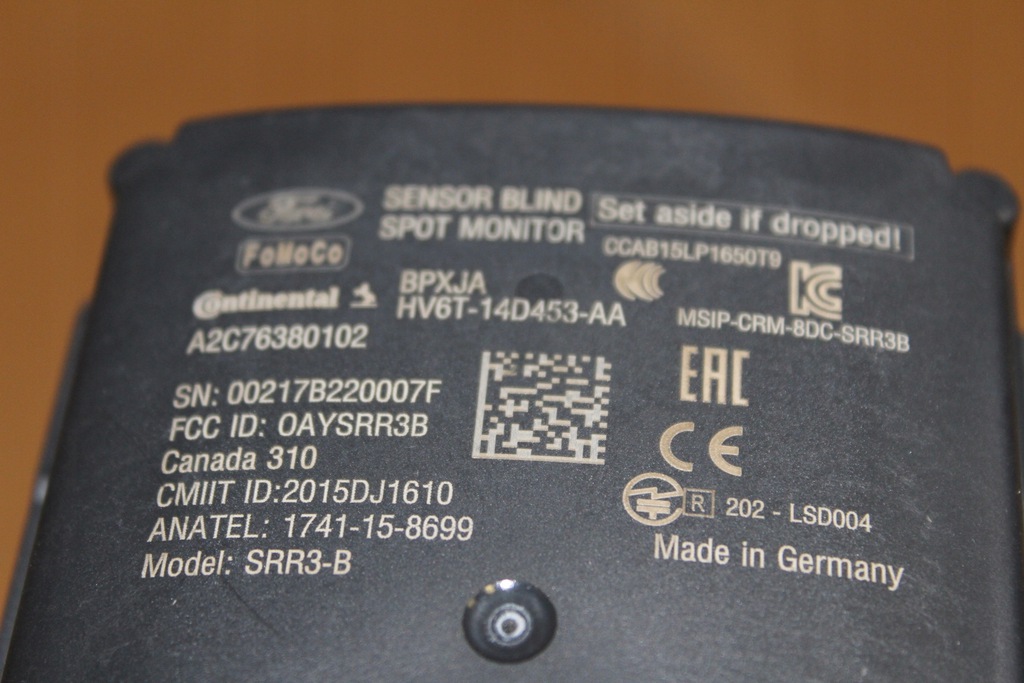 Ford
SENSOR BLIND
SPOT MONITOR
Set aside if dropped!
FoMoCo
CCAB15LP1650T9
Continental
BPXJA
HV6T-14D453-AA
MSIP-CRM-8DC-SRR3B
A2C76380102
EAC
SN: 00217B220007F
FCC ID: OAYSRR3B
CE
Canada 310
CMIIT ID:2015DJ1610
R 202 - LSD004
ANATEL: 1741-15-8699
Made in Germany
Model: SRR3-B